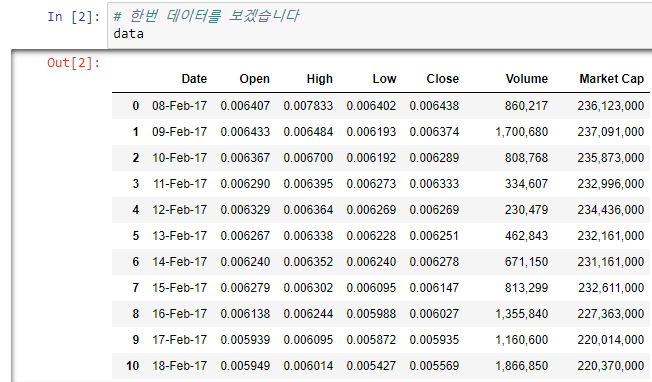 In [2]: # 한번 데이터를 보겠습니다
data
Out[2]:
Date Open High Low Close Volume Market Cap
0 08-Feb-17 0.006407 0.007833 0.006402 0.006438 860,217 236,123,000
1 09-Feb-17 0.006433 0.006484 0.006193 0.006374 1,700,680 237,091,000
2 10-Feb-17 0.006367 0.006700 0.006192 0.006289 808,768 235,873,000
3 11-Feb-17 0.006290 0.006395 0.006273 0.006333 334,607 232,996,000
4 12-Feb-17 0.006329 0.006364 0.006269 0.006269 230,479 234,436,000
5 13-Feb-17 0.006267 0.006338 0.006228 0.006251 462,843 232,161,000
6 14-Feb-17 0.006240 0.006352 0.006240 0.006278 671,150 231,161,000
7 15-Feb-17 0.006279 0.006302 0.006095 0.006147 813,299 232,611,000
8 16-Feb-17 0.006138 0.006244 0.005988 0.006027 1,355,840 227,363,000
9 17-Feb-17 0.005939 0.006095 0.005872 0.005935 1,160,600 220,014,000
10 18-Feb-17 0.005949 0.006014 0.005427 0.005569 1,866,850 220,370,000